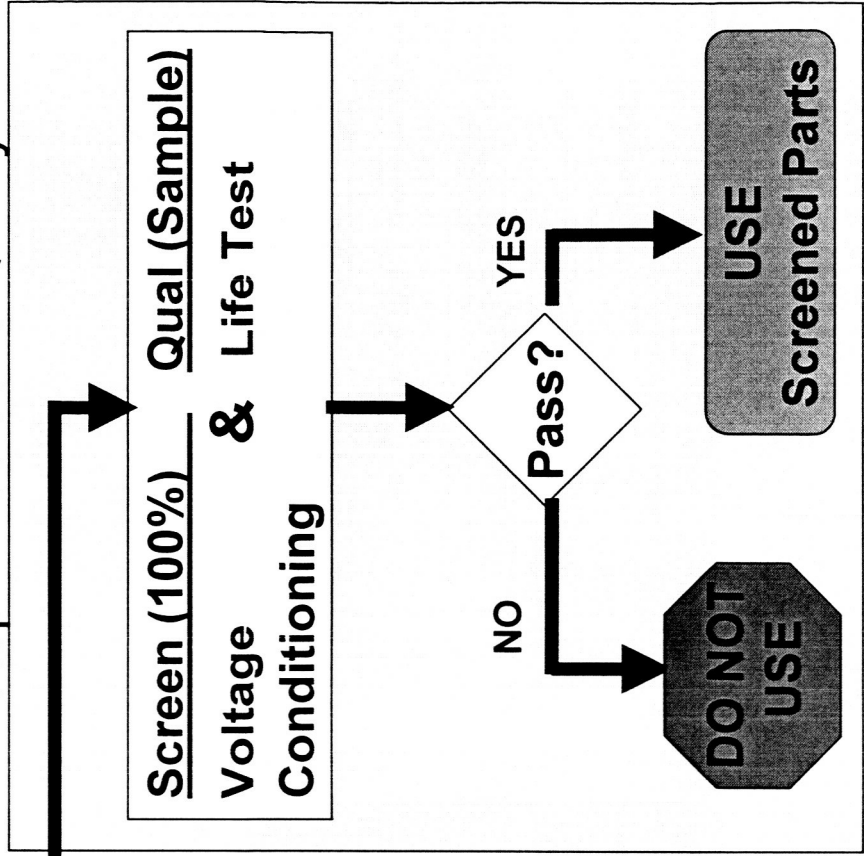 Screen (100%)
Voltage
Conditioning
&
Qual (Sample)
Life Test
Pass?
NO
YES
DO NOT
USE
USE
Screened Parts